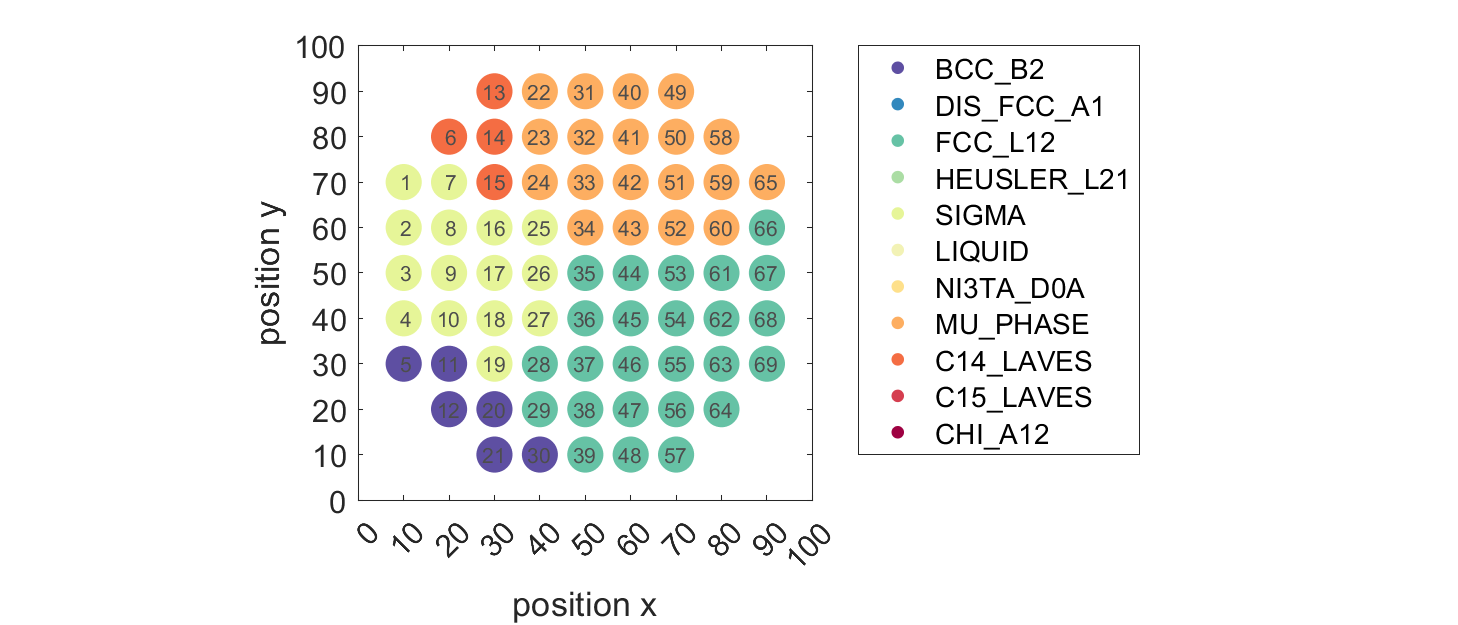 100
90
80
70
60
50
40
30
20
10
0
position y
13 22 31 40 49
6 14 23 32 41 50 58
1 7 15 24 33 42 51 59 65
2 8 16 25 34 43 52 60 66
3 9 17 26 35 44 53 61 67
4 10 18 27 36 45 54 62 68
5 11 19 28 37 46 55 63 69
12 20 29 38 47 56 64
21 30 39 48 57
0 10 20 30 40 50 60 70 80 90 100
position x
BCC_B2
DIS_FCC_A1
FCC_L12
HEUSLER_L21
SIGMA
LIQUID
NI3TA_D0A
MU_PHASE
C14_LAVES
C15_LAVES
CHI_A12